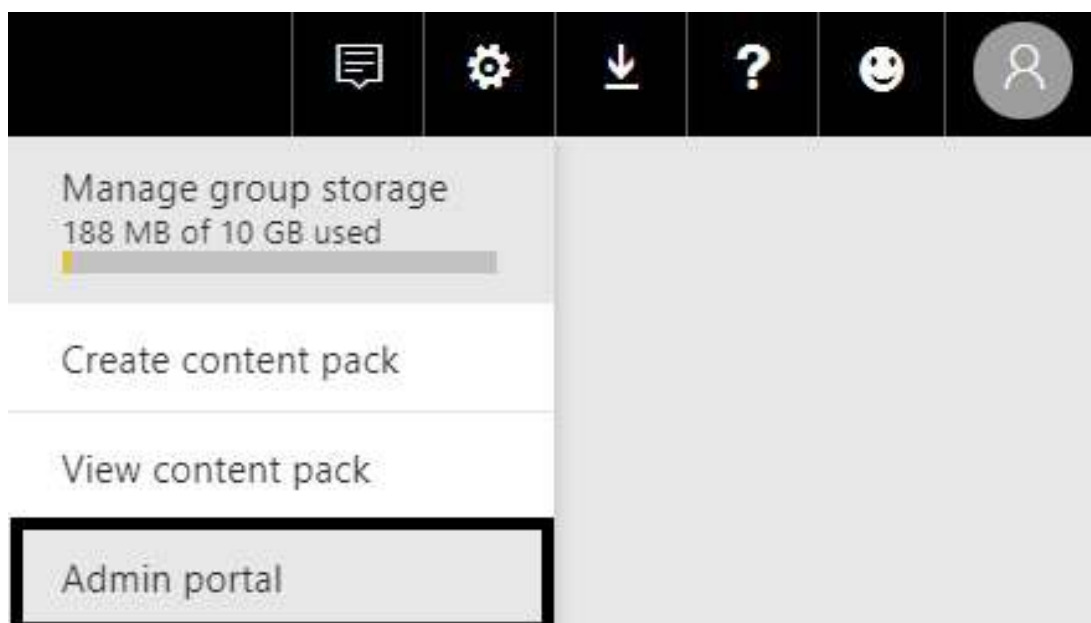 ?
Manage group storage
188 MB of 10 GB used
Create content pack
View content pack
Admin portal